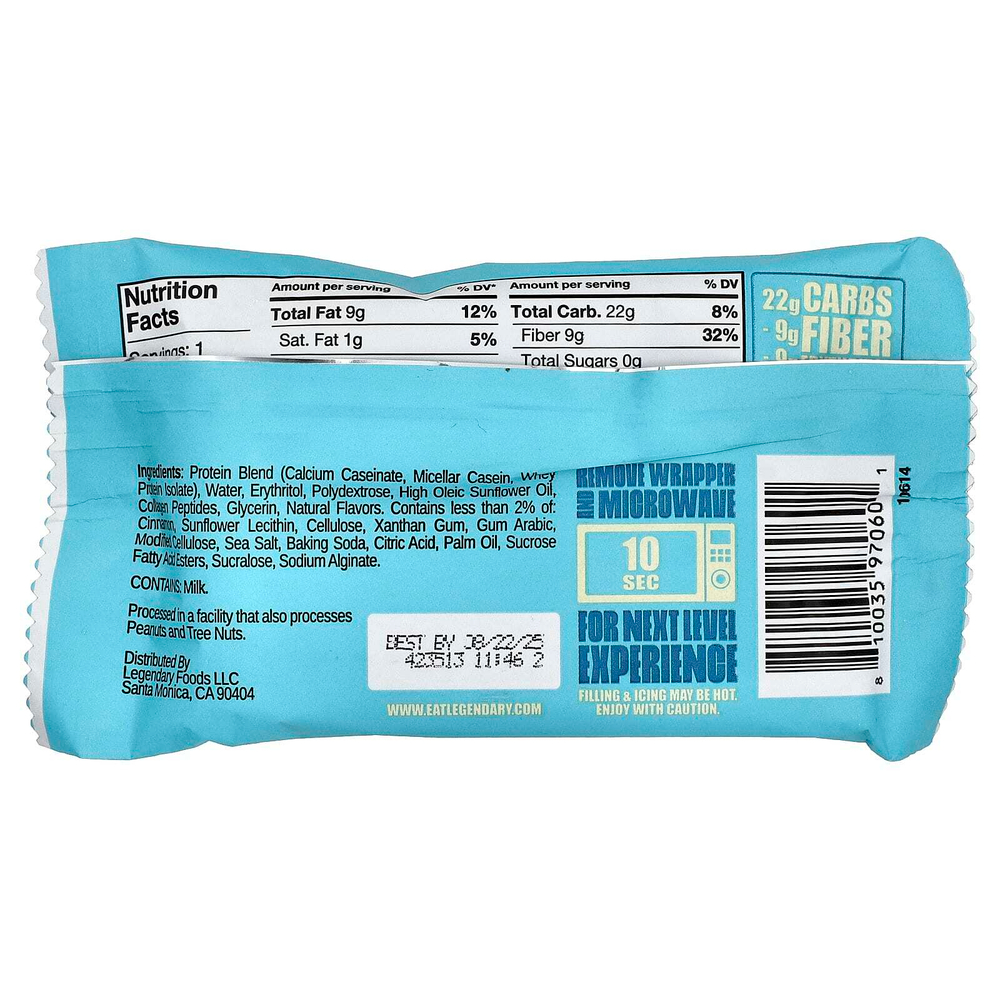 Nutrition
Facts
Servings: 1
Amount per serving % DV*
Total Fat 9g 12%
Sat. Fat 1g 5%
Amount per serving % DV
Total Carb. 22g 8%
Fiber 9g 32%
Total Sugars 0g
22g CARBS
- 9g FIBER
Ingredients: Protein Blend (Calcium Caseinate, Micellar Casein, Whey
Protein Isolate), Water, Erythritol, Polydextrose, High Oleic Sunflower Oil,
Collagen Peptides, Glycerin, Natural Flavors. Contains less than 2% of:
Cinnamon, Sunflower Lecithin, Cellulose, Xanthan Gum, Gum Arabic,
Modified Cellulose, Sea Salt, Baking Soda, Citric Acid, Palm Oil, Sucrose
Fatty Acid Esters, Sucralose, Sodium Alginate.
CONTAINS: Milk.
Processed in a facility that also processes
Peanuts and Tree Nuts.
Distributed By
Legendary Foods LLC
Santa Monica, CA 90404
BEST BY 08/22/25
423513 11:46 2
WWW.EATLEGENDARY.COM
REMOVE WRAPPER
AND MICROWAVE
10
SEC
FOR NEXT LEVEL
EXPERIENCE
FILLING & ICING MAY BE HOT.
ENJOY WITH CAUTION.
8 10035 97060 1
10614